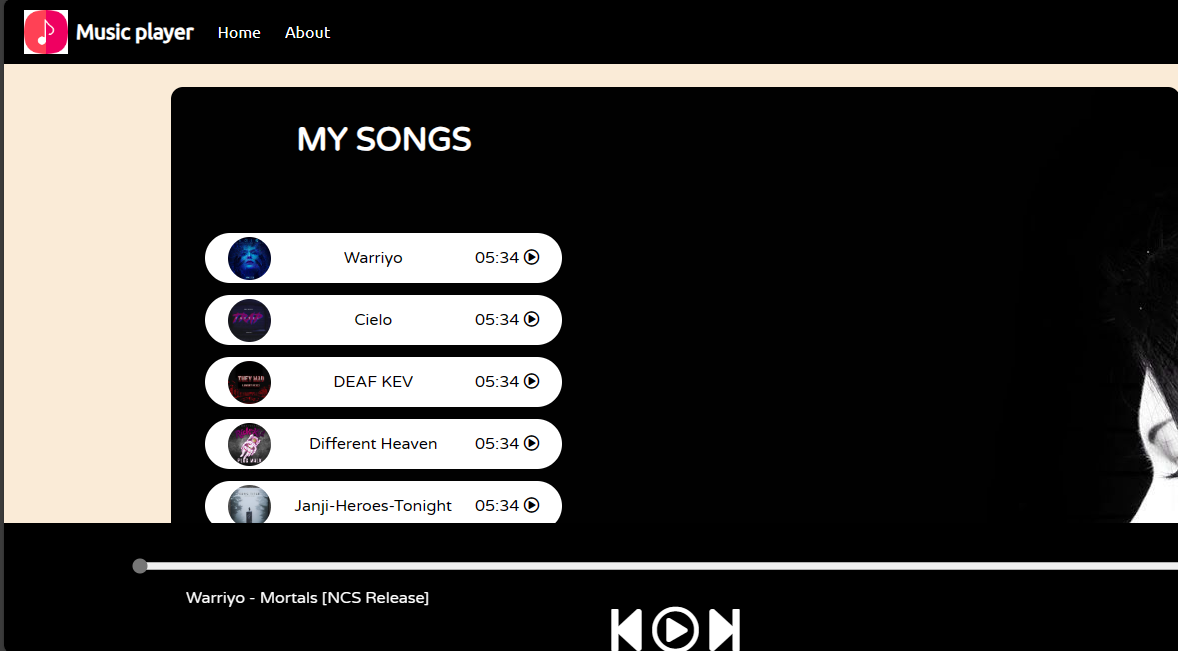 Music player Home About
MY SONGS
Warriyo 05:34
Cielo 05:34
DEAF KEV 05:34
Different Heaven 05:34
Janji-Heroes-Tonight 05:34
Warriyo - Mortals [NCS Release]